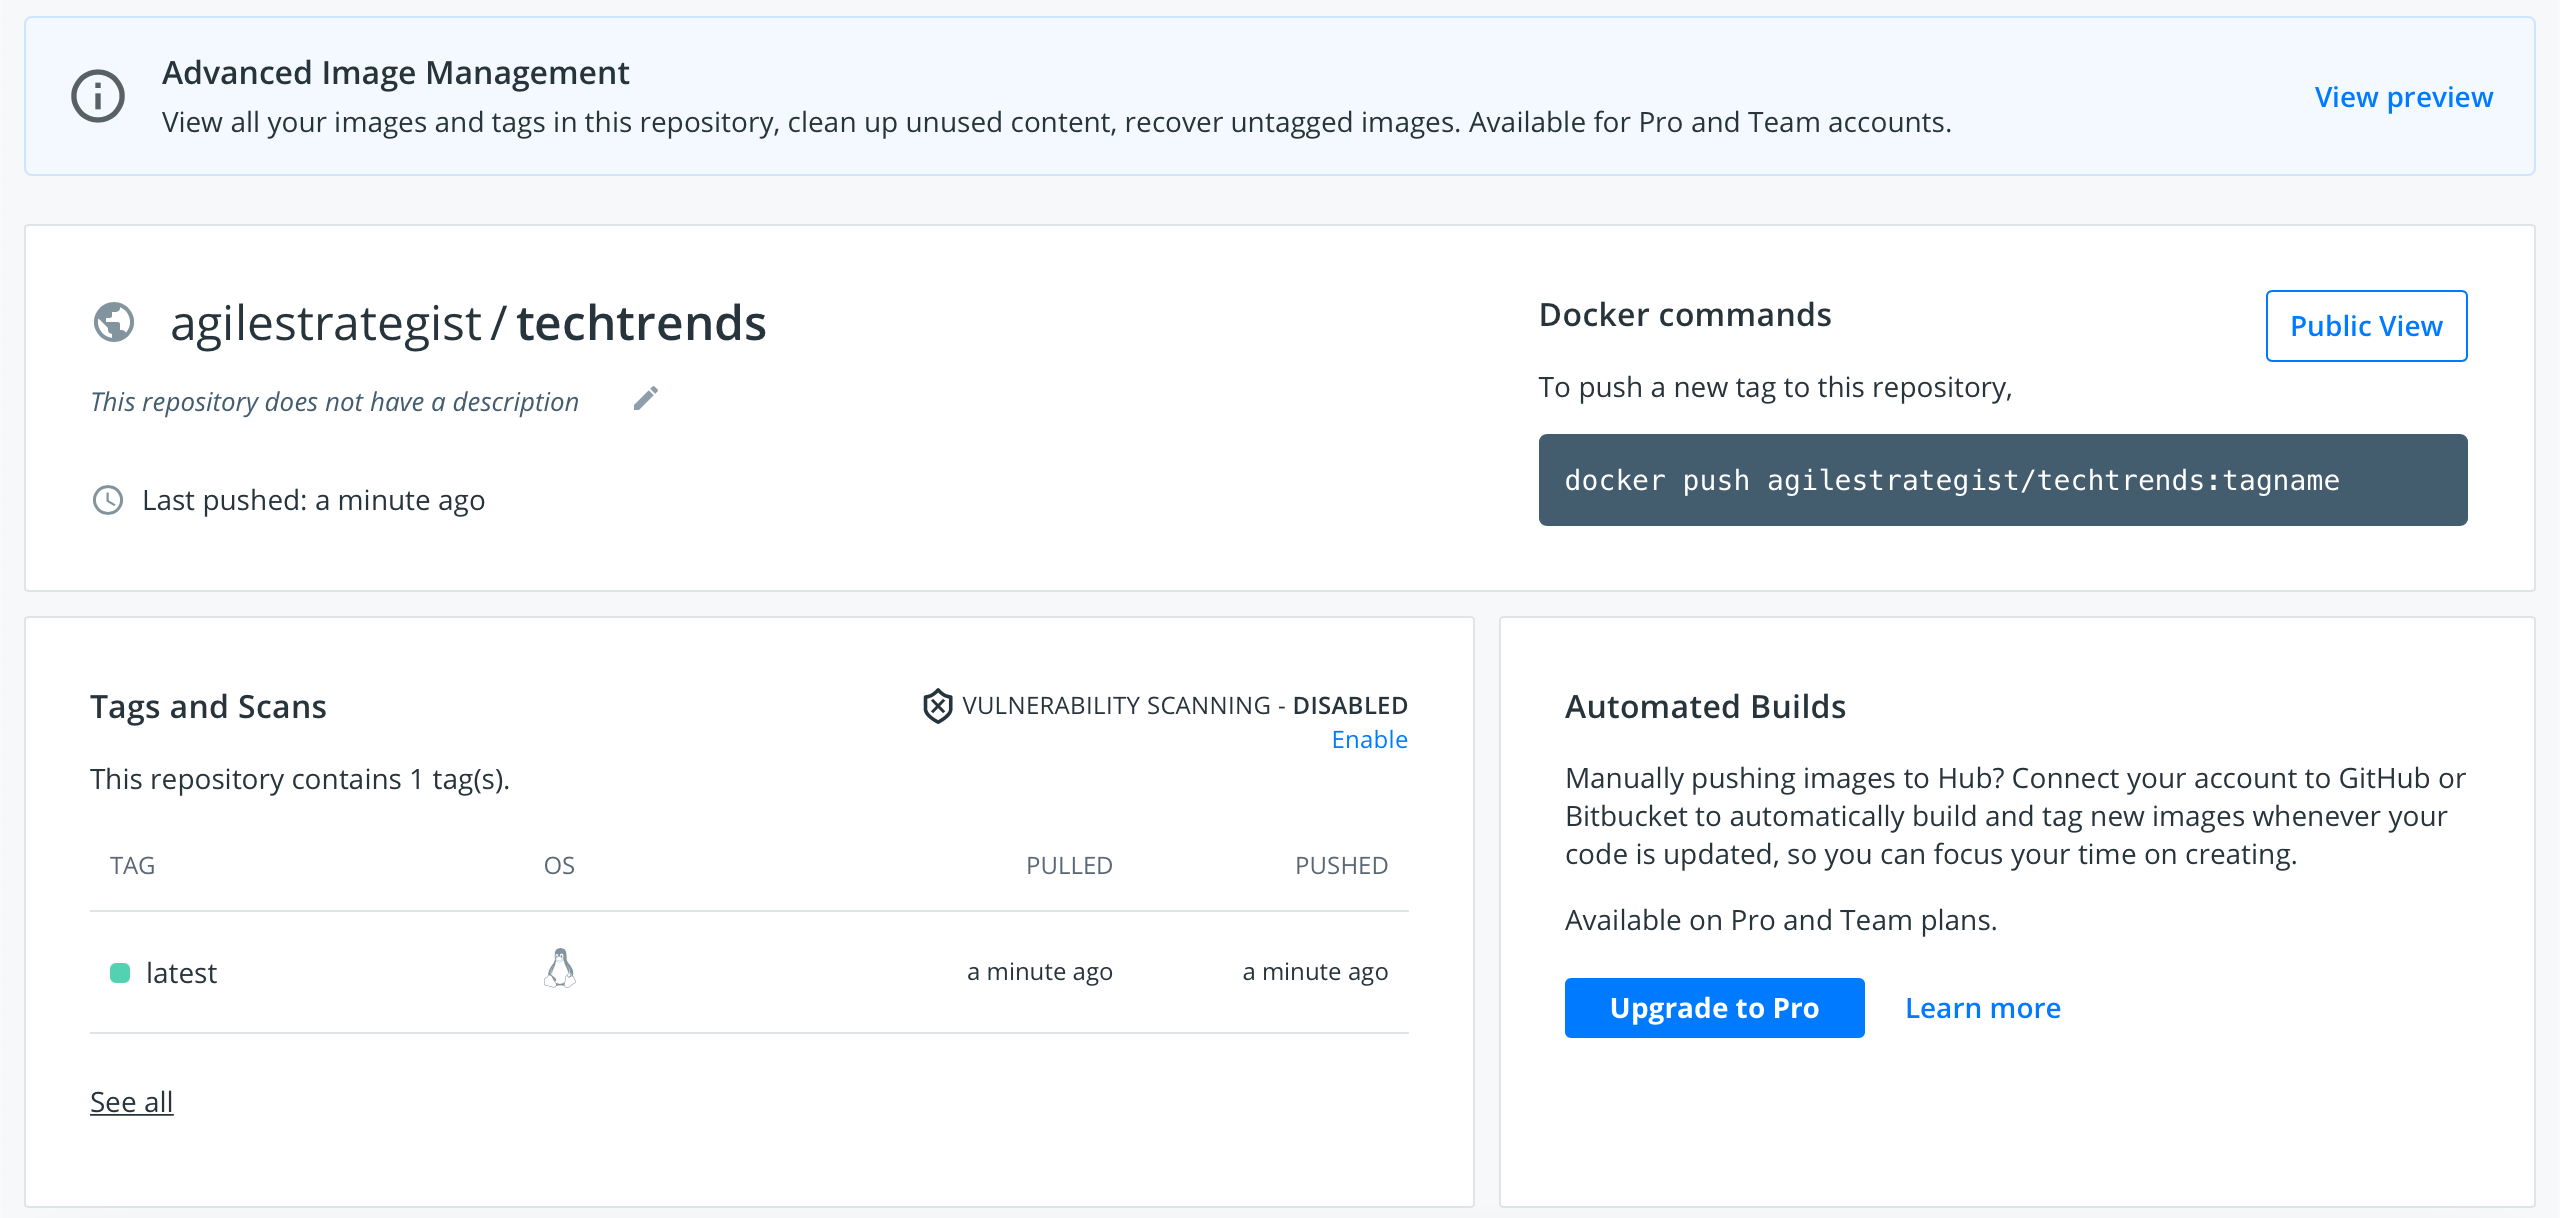 Advanced Image Management
View all your images and tags in this repository, clean up unused content, recover untagged images. Available for Pro and Team accounts.
View preview
agilestrategist / techtrends
This repository does not have a description
Last pushed: a minute ago
Docker commands
Public View
To push a new tag to this repository,
docker push agilestrategist/techtrends:tagname
Tags and Scans
VULNERABILITY SCANNING - DISABLED
Enable
This repository contains 1 tag(s).
TAG OS PULLED PUSHED
latest a minute ago a minute ago
See all
Automated Builds
Manually pushing images to Hub? Connect your account to GitHub or
Bitbucket to automatically build and tag new images whenever your
code is updated, so you can focus your time on creating.
Available on Pro and Team plans.
Upgrade to Pro
Learn more